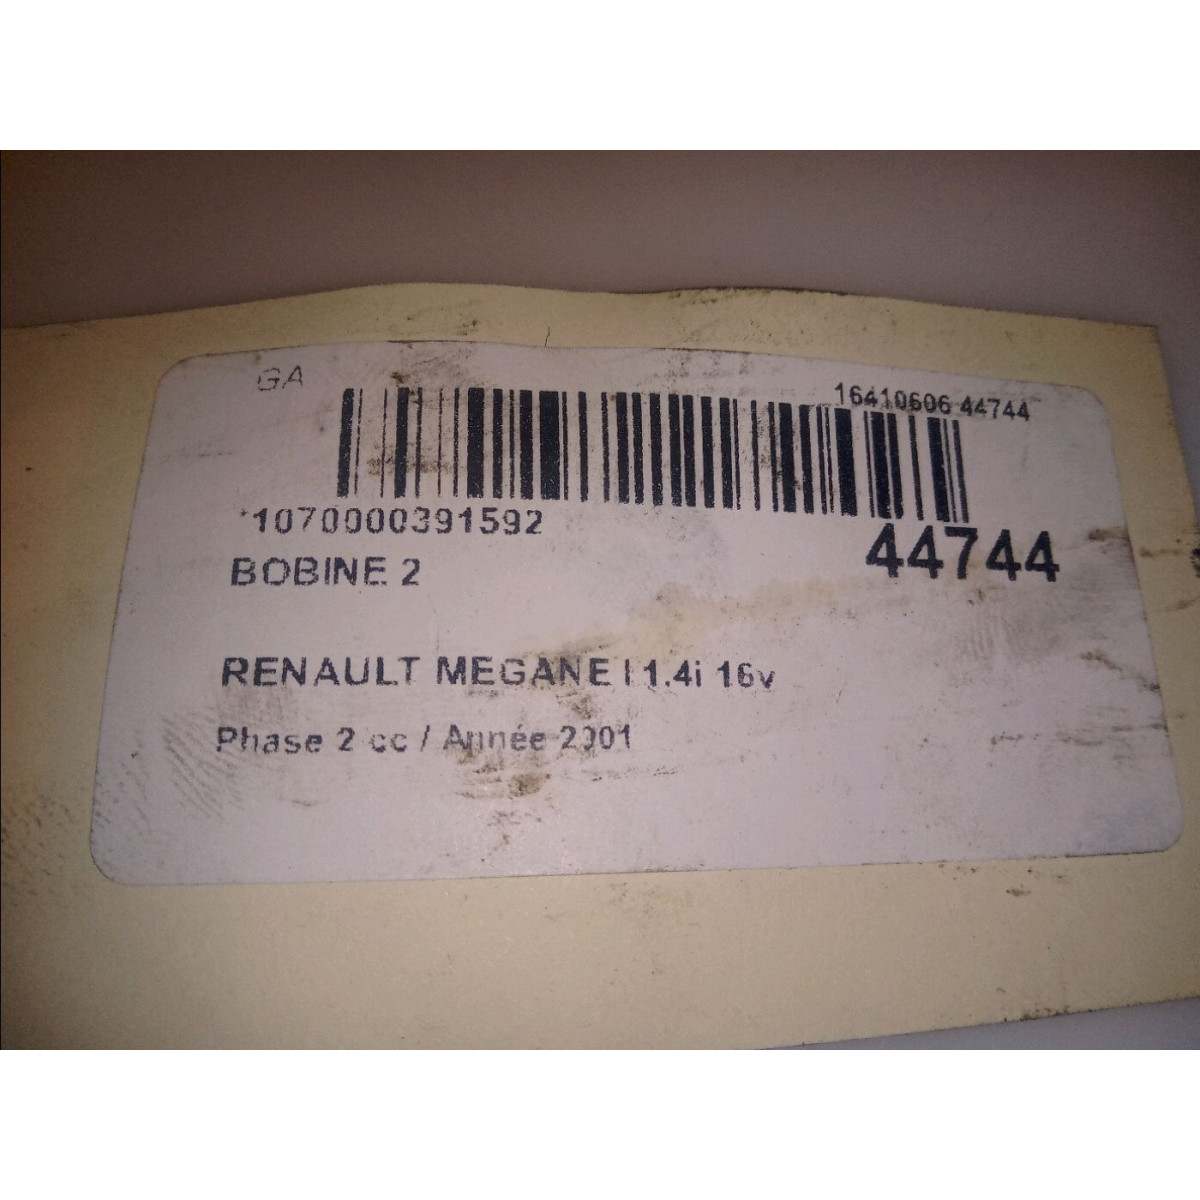 GA
16410606 44744
*1070000391592
44744
BOBINE 2
RENAULT MEGANE I 1.4i 16v
Phase 2 cc / Année 2001